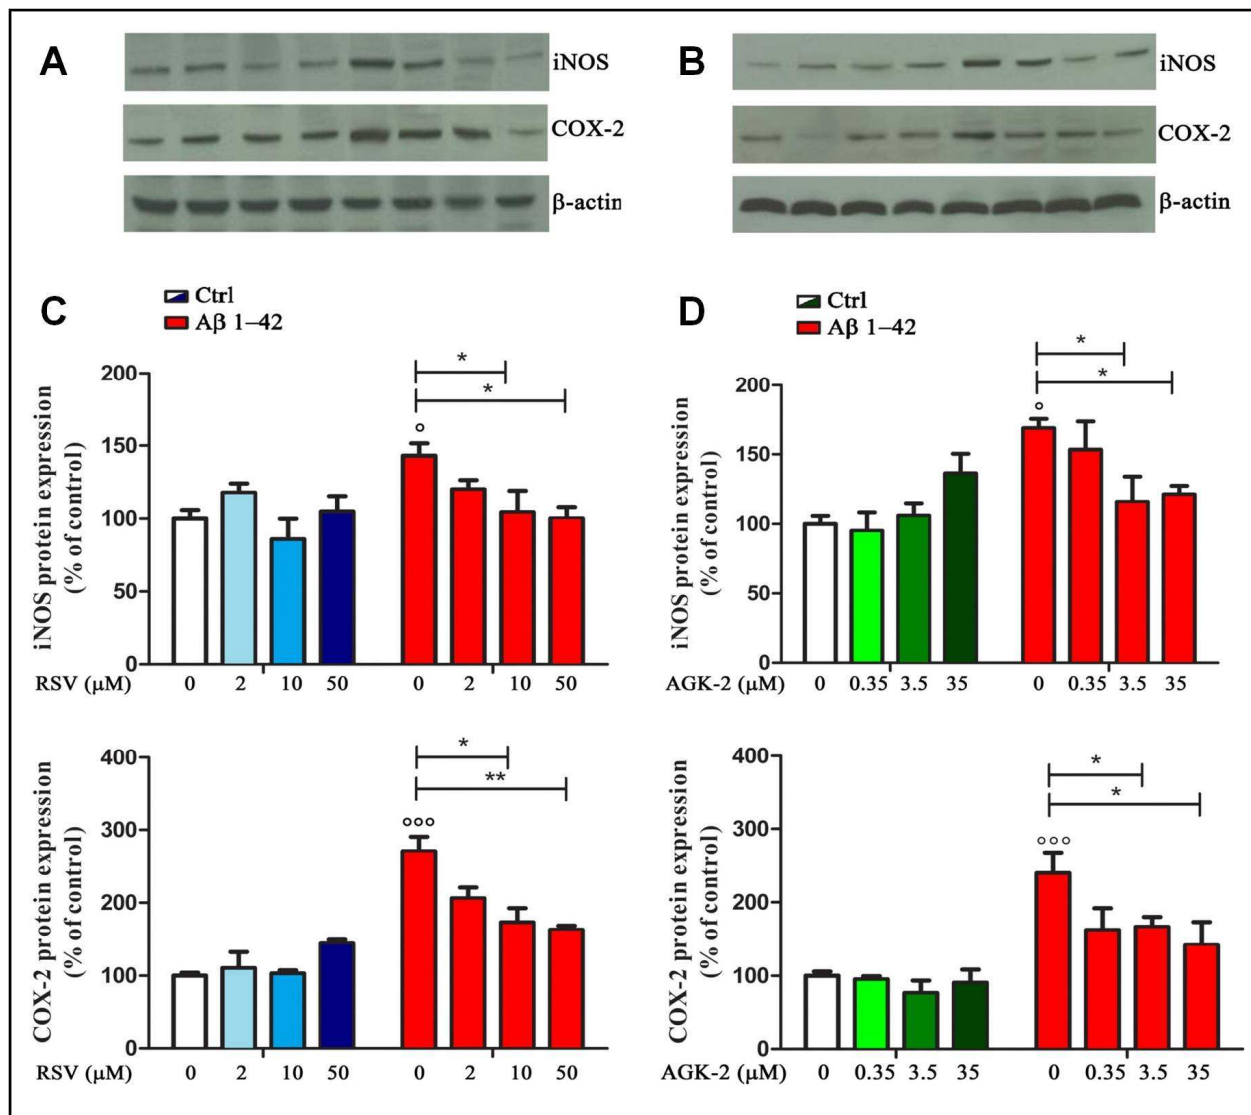 A
iNOS
COX-2
β-actin
B
iNOS
COX-2
β-actin
C
Ctrl
Aβ 1–42
iNOS protein expression
(% of control)
200
150
100
50
0
*
*
°
RSV (μM) 0 2 10 50 0 2 10 50
COX-2 protein expression
(% of control)
400
300
200
100
0
*
**
°°°
RSV (μM) 0 2 10 50 0 2 10 50
D
Ctrl
Aβ 1–42
iNOS protein expression
(% of control)
200
150
100
50
0
*
*
°
AGK-2 (μM) 0 0.35 3.5 35 0 0.35 3.5 35
COX-2 protein expression
(% of control)
400
300
200
100
0
*
*
°°°
AGK-2 (μM) 0 0.35 3.5 35 0 0.35 3.5 35